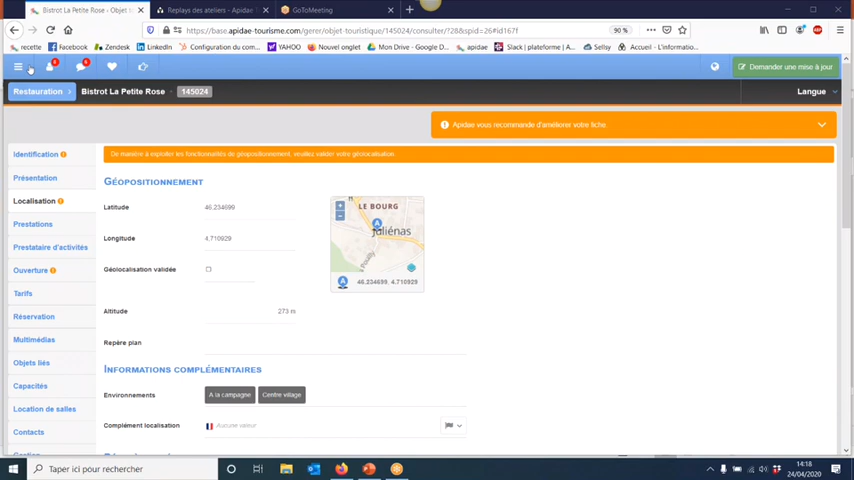 Bistrot La Petite Rose - Objet to
Replays des ateliers - Apidae
GoToMeeting
https://base.apidae-tourisme.com/gerer/objet-touristique/145024/consulter/?28&spid=26#id167f
90 %
recette
Facebook
Zendesk
LinkedIn
Configuration du com...
YAHOO
Nouvel onglet
Mon Drive - Google D...
apidae
Slack | plateforme | A...
Sellsy
Accueil - L'informatio...
Demander une mise à jour
Restauration
Bistrot La Petite Rose
145024
Langue
Apidae vous recommande d'améliorer votre fiche.
De manière à exploiter les fonctionnalités de géopositionnement, veuillez valider votre géolocalisation.
Identification
Présentation
Localisation
Prestations
Prestataire d'activités
Ouverture
Tarifs
Réservation
Multimédias
Objets liés
Capacités
Location de salles
Contacts
GÉOPOSITIONNEMENT
Latitude
46.234699
Longitude
4.710929
Géolocalisation validée
Altitude
273 m
Repère plan
LE BOURG
Juliénas
46.234699, 4.710929
INFORMATIONS COMPLÉMENTAIRES
Environnements
A la campagne
Centre village
Complément localisation
Aucune valeur
Taper ici pour rechercher
14:18
24/04/2020